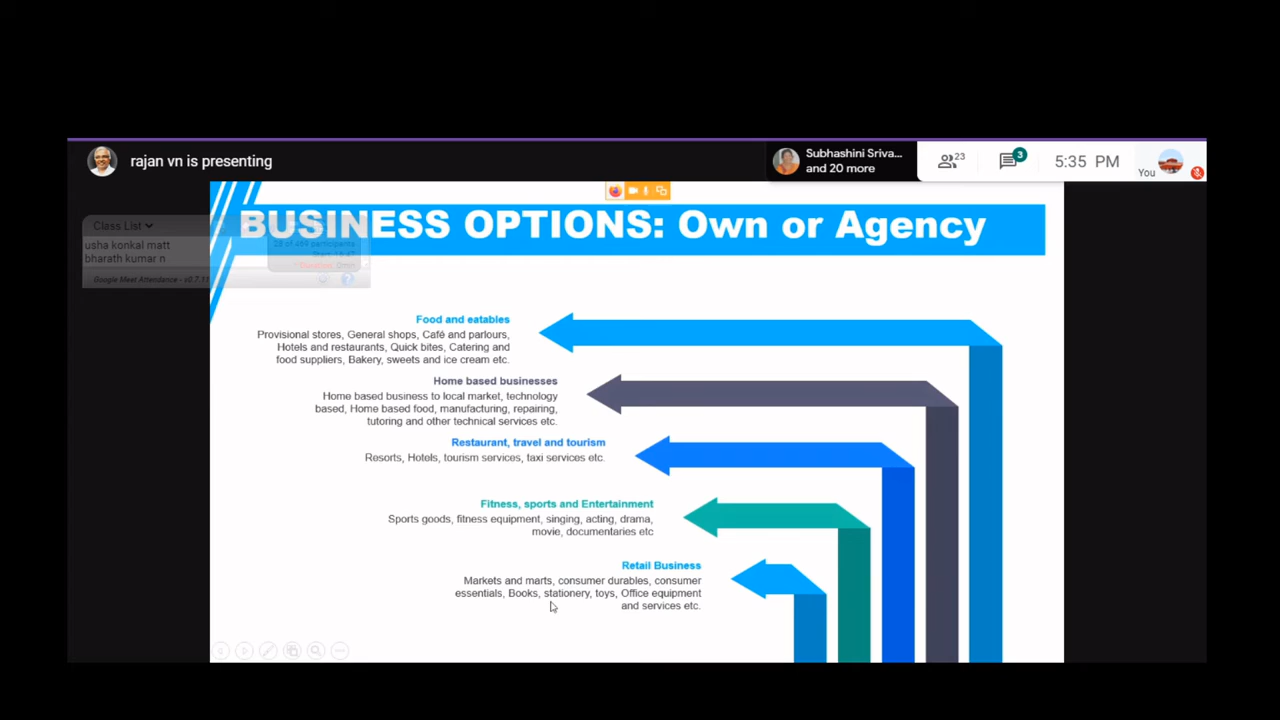 rajan vn is presenting
Subhashini Sriva...
and 20 more
23
3
5:35 PM
You
BUSINESS OPTIONS: Own or Agency
Class List
usha konkal matt
bharath kumar n
Google Meet Attendance
Food and eatables
Provisional stores, General shops, Café and parlours,
Hotels and restaurants, Quick bites, Catering and
food suppliers, Bakery, sweets and ice cream etc.
Home based businesses
Home based business to local market, technology
based, Home based food, manufacturing, repairing,
tutoring and other technical services etc.
Restaurant, travel and tourism
Resorts, Hotels, tourism services, taxi services etc.
Fitness, sports and Entertainment
Sports goods, fitness equipment, singing, acting, drama,
movie, documentaries etc
Retail Business
Markets and marts, consumer durables, consumer
essentials, Books, stationery, toys, Office equipment
and services etc.